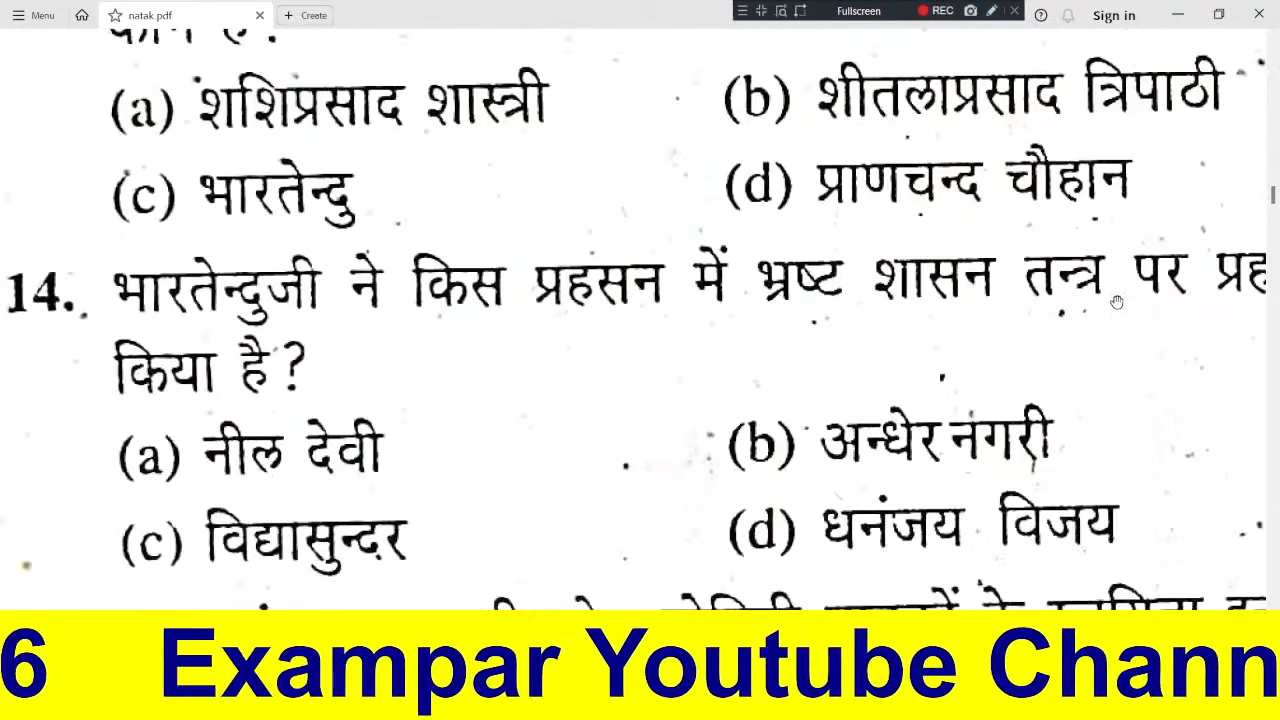 Menu natak.pdf × + Create Fullscreen REC Sign in
(a) शशिप्रसाद शास्त्री (b) शीतलाप्रसाद त्रिपाठी
(c) भारतेन्दु (d) प्राणचन्द चौहान
14. भारतेन्दुजी ने किस प्रहसन में भ्रष्ट शासन तन्त्र पर प्रह
किया है?
(a) नील देवी (b) अन्धेर नगरी
(c) विद्यासुन्दर (d) धनंजय विजय
6 Exampar Youtube Chann